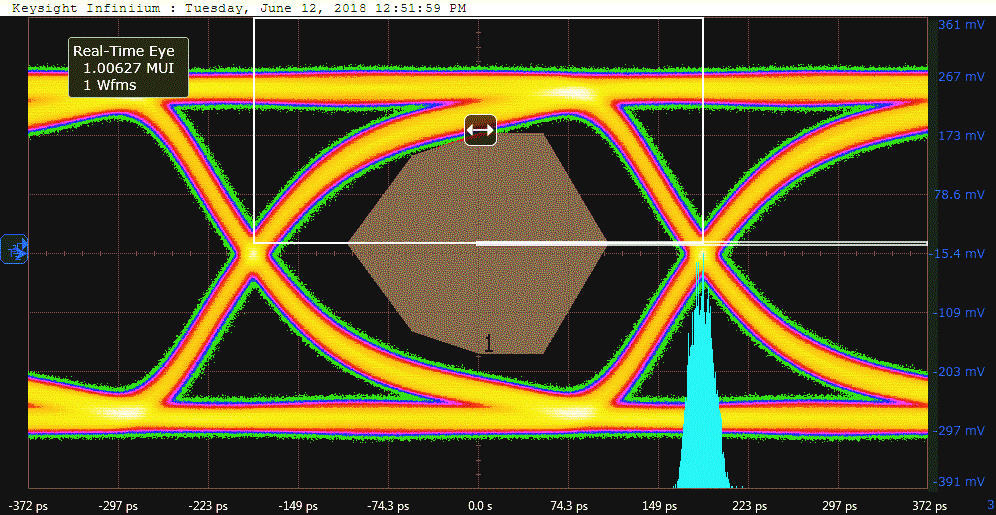 Keysight Infiniium : Tuesday, June 12, 2018 12:51:59 PM
Real-Time Eye
1.00627 MUI
1 Wfms
361 mV
267 mV
173 mV
78.6 mV
-15.4 mV
-109 mV
-203 mV
-297 mV
-391 mV
1
-372 ps
-297 ps
-223 ps
-149 ps
-74.3 ps
0.0 s
74.3 ps
149 ps
223 ps
297 ps
372 ps
3